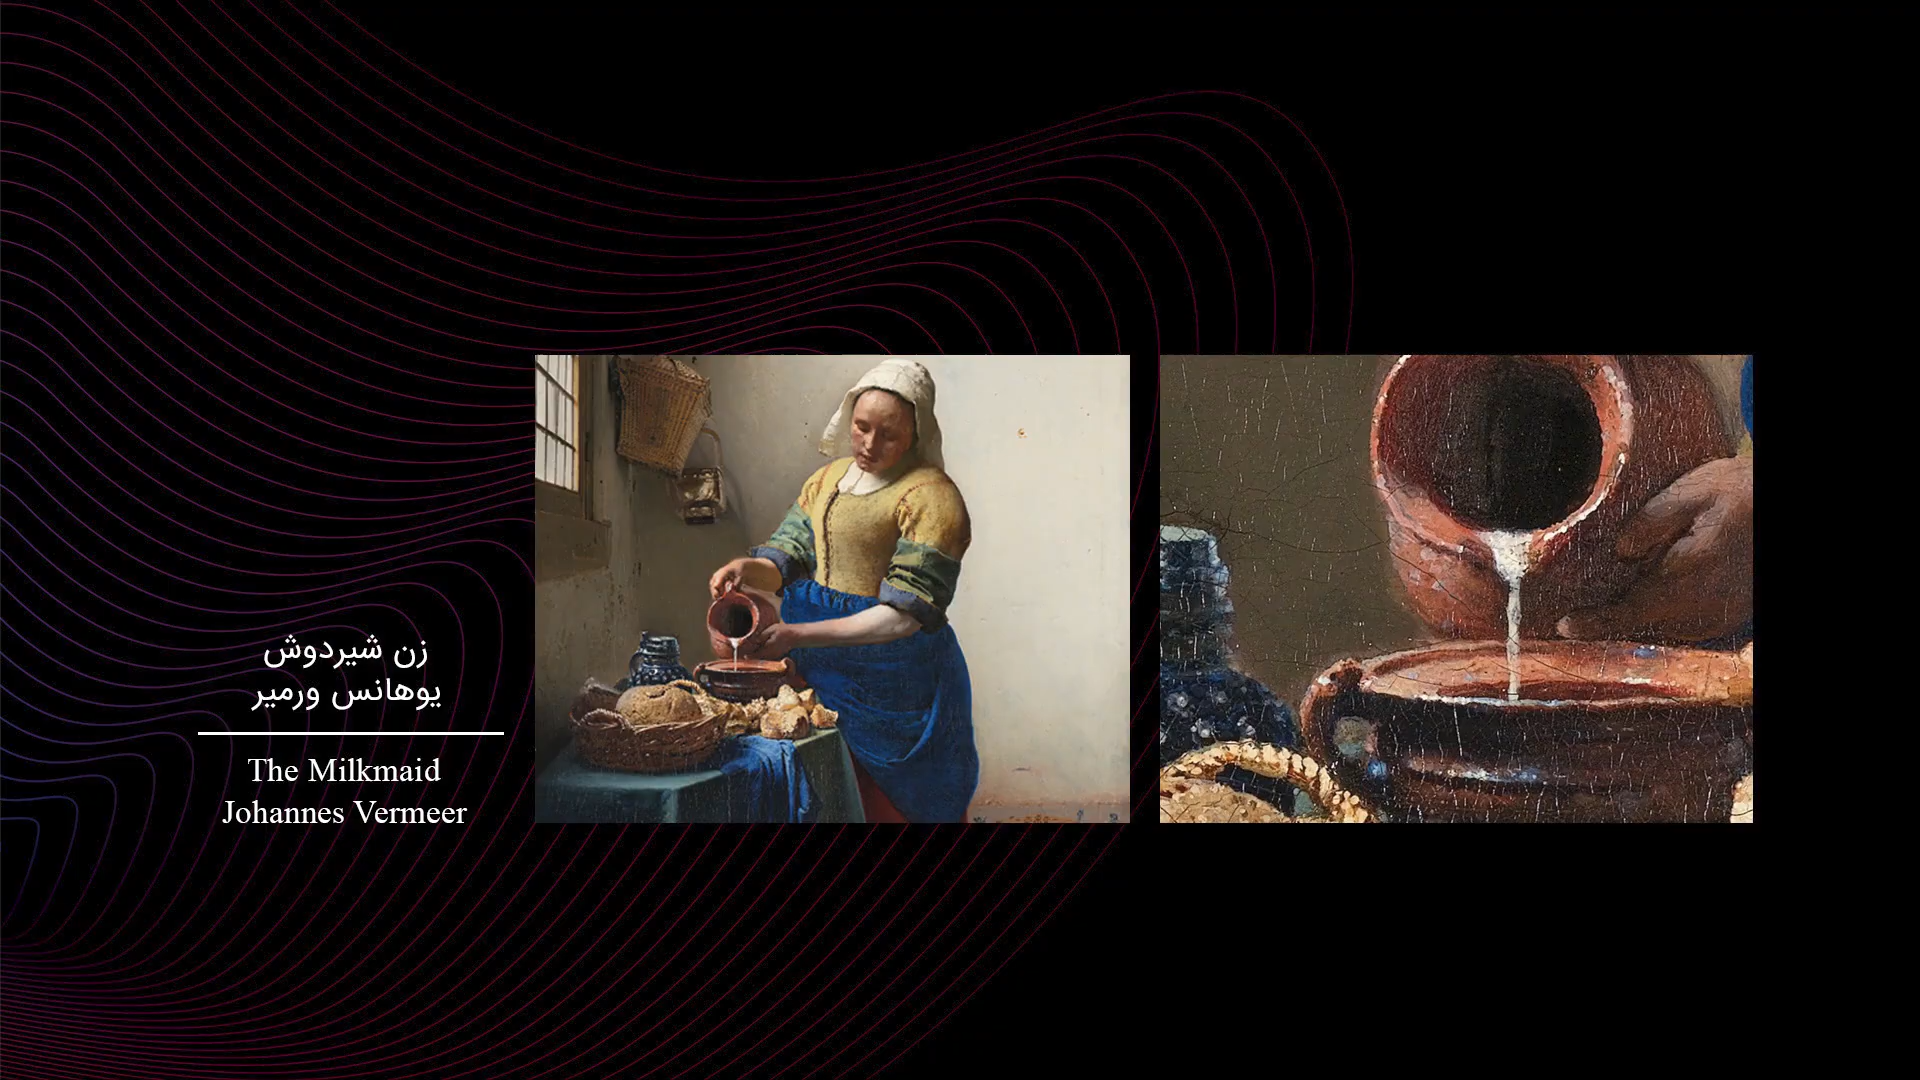 زن شیردوش
یوهانس ورمیر
The Milkmaid
Johannes Vermeer